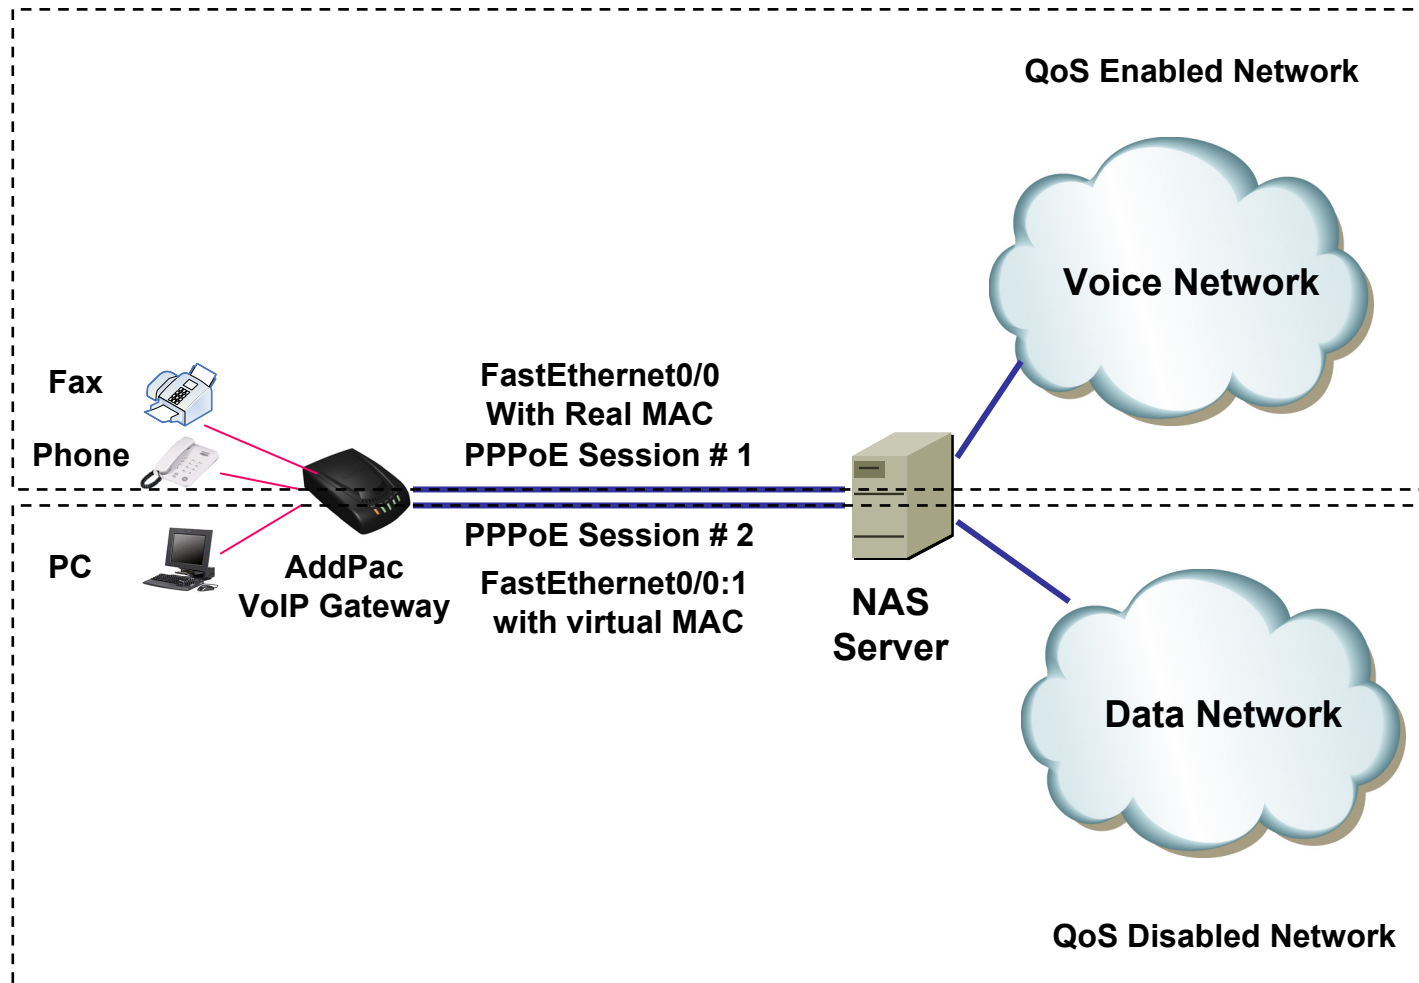 QoS Enabled Network
Voice Network
Fax
Phone
FastEthernet0/0
With Real MAC
PPPoE Session # 1
PC
AddPac
VoIP Gateway
PPPoE Session # 2
FastEthernet0/0:1
with virtual MAC
NAS
Server
Data Network
QoS Disabled Network